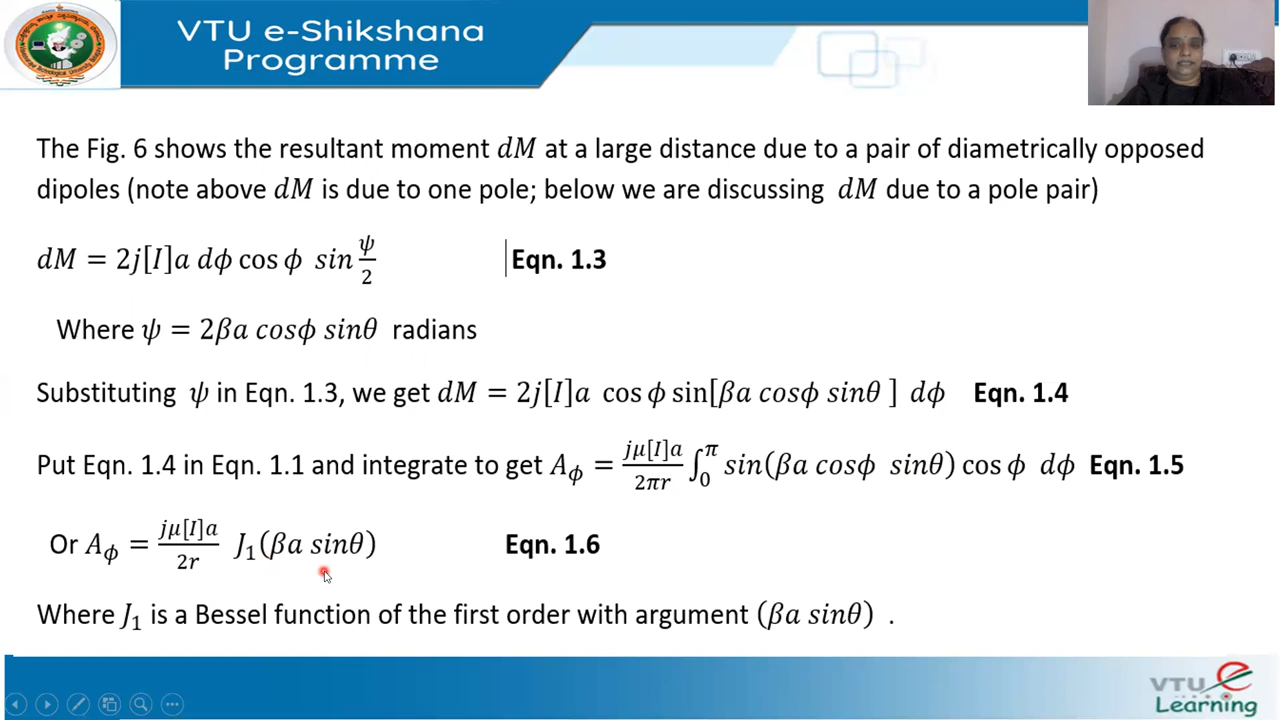 VTU e-Shikshana
Programme
The Fig. 6 shows the resultant moment dM at a large distance due to a pair of diametrically opposed
dipoles (note above dM is due to one pole; below we are discussing dM due to a pole pair)
dM = 2j[I]a dϕ cos ϕ sin ψ/2 Eqn. 1.3
Where ψ = 2βa cosϕ sinθ radians
Substituting ψ in Eqn. 1.3, we get dM = 2j[I]a cos ϕ sin[βa cosϕ sinθ ] dϕ Eqn. 1.4
Put Eqn. 1.4 in Eqn. 1.1 and integrate to get Aϕ = jμ[I]a/2πr ∫₀^π sin(βa cosϕ sinθ) cos ϕ dϕ Eqn. 1.5
Or Aϕ = jμ[I]a/2r J₁(βa sinθ) Eqn. 1.6
Where J₁ is a Bessel function of the first order with argument (βa sinθ) .
VTU e
Learning